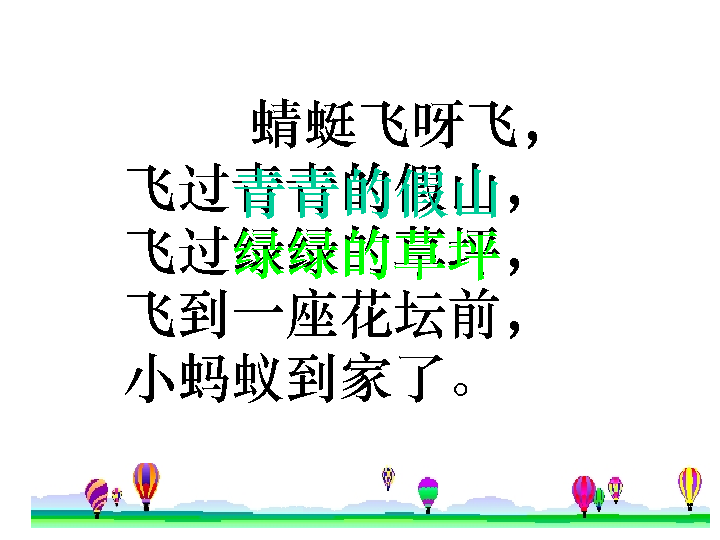 蜻蜓飞呀飞，
飞过青青的假山，
飞过绿绿的草坪，
飞到一座花坛前，
小蚂蚁到家了。